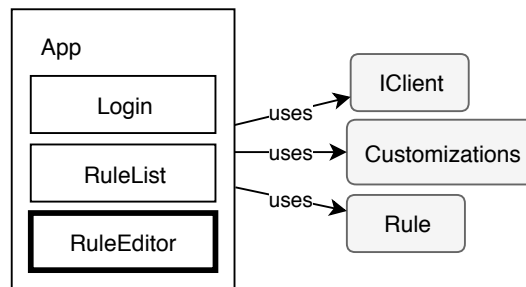 App
Login
RuleList
RuleEditor
uses
uses
uses
IClient
Customizations
Rule